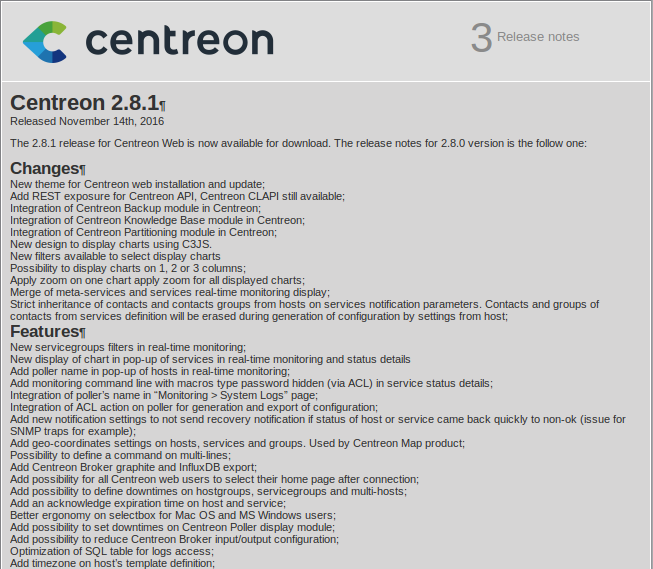 centreon
3 Release notes
Centreon 2.8.1¶
Released November 14th, 2016
The 2.8.1 release for Centreon Web is now available for download. The release notes for 2.8.0 version is the follow one:
Changes¶
New theme for Centreon web installation and update;
Add REST exposure for Centreon API, Centreon CLAPI still available;
Integration of Centreon Backup module in Centreon;
Integration of Centreon Knowledge Base module in Centreon;
Integration of Centreon Partitioning module in Centreon;
New design to display charts using C3JS.
New filters available to select display charts
Possibility to display charts on 1, 2 or 3 columns;
Apply zoom on one chart apply zoom for all displayed charts;
Merge of meta-services and services real-time monitoring display;
Strict inheritance of contacts and contacts groups from hosts on services notification parameters. Contacts and groups of
contacts from services definition will be erased during generation of configuration by settings from host;
Features¶
New servicegroups filters in real-time monitoring;
New display of chart in pop-up of services in real-time monitoring and status details
Add poller name in pop-up of hosts in real-time monitoring;
Add monitoring command line with macros type password hidden (via ACL) in service status details;
Integration of poller's name in “Monitoring > System Logs” page;
Integration of ACL action on poller for generation and export of configuration;
Add new notification settings to not send recovery notification if status of host or service came back quickly to non-ok (issue for
SNMP traps for example);
Add geo-coordinates settings on hosts, services and groups. Used by Centreon Map product;
Possibility to define a command on multi-lines;
Add Centreon Broker graphite and InfluxDB export;
Add possibility for all Centreon web users to select their home page after connection;
Add possibility to define downtimes on hostgroups, servicegroups and multi-hosts;
Add an acknowledge expiration time on host and service;
Better ergonomy on selectbox for Mac OS and MS Windows users;
Add possibility to set downtimes on Centreon Poller display module;
Add possibility to reduce Centreon Broker input/output configuration;
Optimization of SQL table for logs access;
Add timezone on host's template definition;